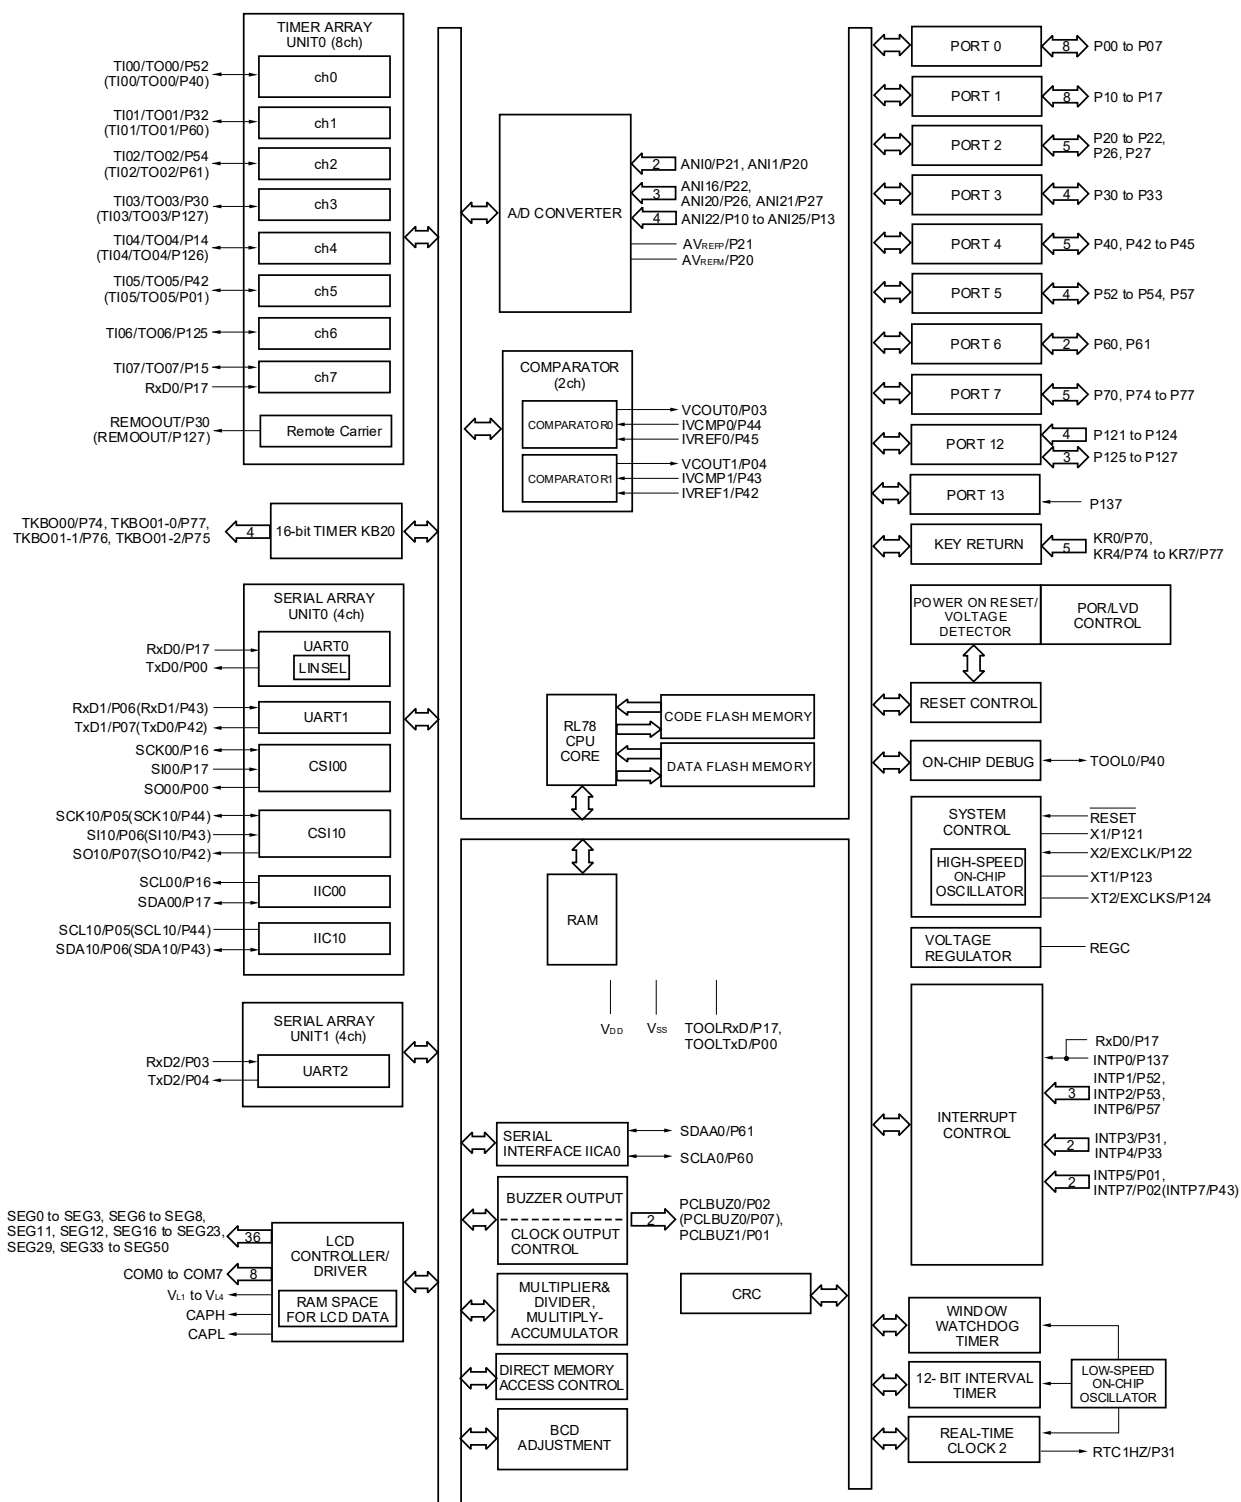 TIMER ARRAY
UNIT0 (8ch)
TI00/TO00/P52
(TI00/TO00/P40)
ch0
TI01/TO01/P32
(TI01/TO01/P60)
ch1
TI02/TO02/P54
(TI02/TO02/P61)
ch2
TI03/TO03/P30
(TI03/TO03/P127)
ch3
TI04/TO04/P14
(TI04/TO04/P126)
ch4
TI05/TO05/P42
(TI05/TO05/P01)
ch5
TI06/TO06/P125
ch6
TI07/TO07/P15
RxD0/P17
ch7
REMOOUT/P30
(REMOOUT/P127)
Remote Carrier
TKBO00/P74, TKBO01-0/P77,
TKBO01-1/P76, TKBO01-2/P75
4
16-bit TIMER KB20
SERIAL ARRAY
UNIT0 (4ch)
RxD0/P17
TxD0/P00
UART0
LINSEL
RxD1/P06(RxD1/P43)
TxD1/P07(TxD0/P42)
UART1
SCK00/P16
SI00/P17
SO00/P00
CSI00
SCK10/P05(SCK10/P44)
SI10/P06(SI10/P43)
SO10/P07(SO10/P42)
CSI10
SCL00/P16
SDA00/P17
IIC00
SCL10/P05(SCL10/P44)
SDA10/P06(SDA10/P43)
IIC10
SERIAL ARRAY
UNIT1 (4ch)
RxD2/P03
TxD2/P04
UART2
SEG0 to SEG3, SEG6 to SEG8,
SEG11, SEG12, SEG16 to SEG23,
SEG29, SEG33 to SEG50
36
COM0 to COM7
8
VL1 to VL4
CAPH
CAPL
LCD
CONTROLLER/
DRIVER
RAM SPACE
FOR LCD DATA
A/D CONVERTER
2
ANI0/P21, ANI1/P20
3
ANI16/P22,
ANI20/P26, ANI21/P27
4
ANI22/P10 to ANI25/P13
AVREFP/P21
AVREFM/P20
COMPARATOR
(2ch)
COMPARATOR0
VCOUT0/P03
IVCMP0/P44
IVREF0/P45
COMPARATOR1
VCOUT1/P04
IVCMP1/P43
IVREF1/P42
RL78
CPU
CORE
CODE FLASH MEMORY
DATA FLASH MEMORY
RAM
VDD
VSS
TOOLRxD/P17,
TOOLTxD/P00
SERIAL
INTERFACE IICA0
SDAA0/P61
SCLA0/P60
BUZZER OUTPUT
CLOCK OUTPUT
CONTROL
2
PCLBUZ0/P02
(PCLBUZ0/P07),
PCLBUZ1/P01
MULTIPLIER&
DIVIDER,
MULITIPLY-
ACCUMULATOR
CRC
DIRECT MEMORY
ACCESS CONTROL
BCD
ADJUSTMENT
PORT 0
8
P00 to P07
PORT 1
8
P10 to P17
PORT 2
5
P20 to P22,
P26, P27
PORT 3
4
P30 to P33
PORT 4
5
P40, P42 to P45
PORT 5
4
P52 to P54, P57
PORT 6
2
P60, P61
PORT 7
5
P70, P74 to P77
PORT 12
4
P121 to P124
3
P125 to P127
PORT 13
P137
KEY RETURN
5
KR0/P70,
KR4/P74 to KR7/P77
POWER ON RESET/
VOLTAGE
DETECTOR
POR/LVD
CONTROL
RESET CONTROL
ON-CHIP DEBUG
TOOL0/P40
SYSTEM
CONTROL
HIGH-SPEED
ON-CHIP
OSCILLATOR
RESET
X1/P121
X2/EXCLK/P122
XT1/P123
XT2/EXCLKS/P124
VOLTAGE
REGULATOR
REGC
INTERRUPT
CONTROL
RxD0/P17
INTP0/P137
3
INTP1/P52,
INTP2/P53,
INTP6/P57
2
INTP3/P31,
INTP4/P33
2
INTP5/P01,
INTP7/P02(INTP7/P43)
WINDOW
WATCHDOG
TIMER
12- BIT INTERVAL
TIMER
LOW-SPEED
ON-CHIP
OSCILLATOR
REAL-TIME
CLOCK 2
RTC1HZ/P31